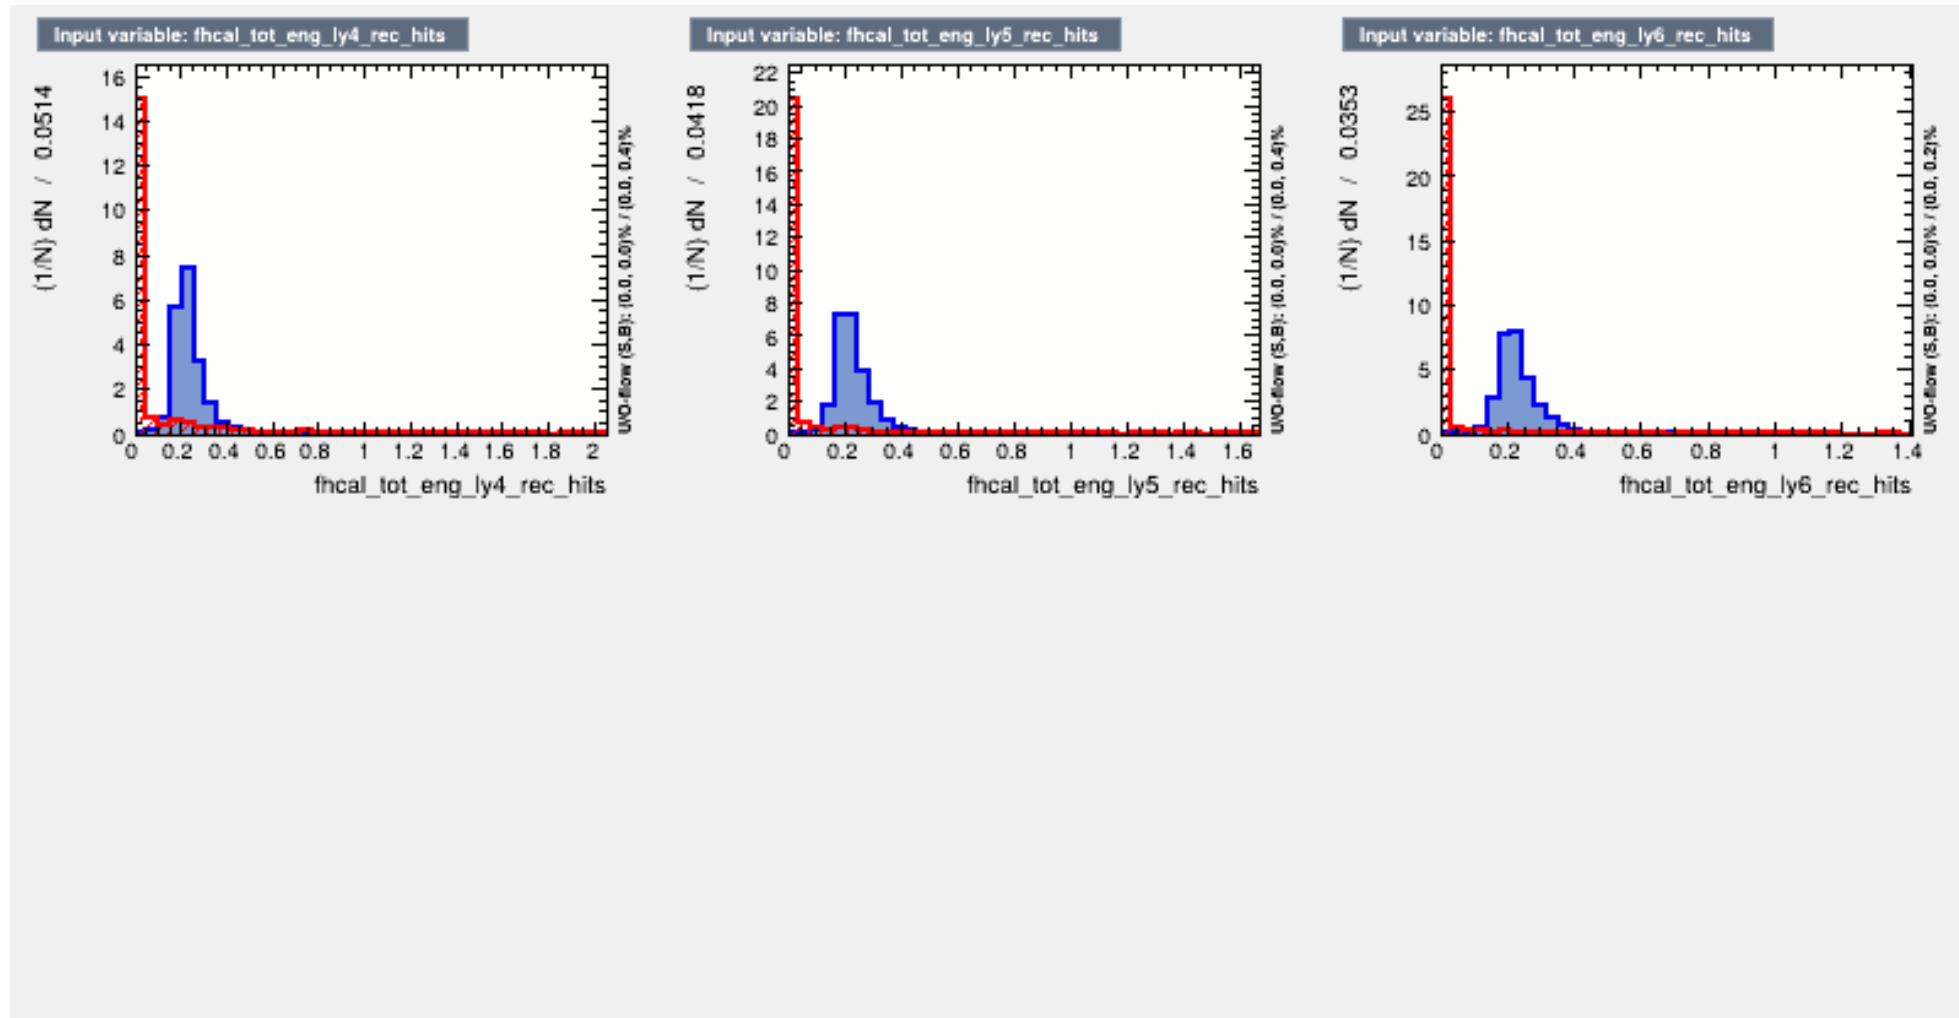 Input variable: fhcal_tot_eng_ly4_rec_hits
(1/N) dN / 0.0514
16
14
12
10
8
6
4
2
0
0 0.2 0.4 0.6 0.8 1 1.2 1.4 1.6 1.8 2
fhcal_tot_eng_ly4_rec_hits
U/O-flow (S,B): (0.0, 0.0)% / (0.0, 0.4)%
Input variable: fhcal_tot_eng_ly5_rec_hits
(1/N) dN / 0.0418
22
20
18
16
14
12
10
8
6
4
2
0
0 0.2 0.4 0.6 0.8 1 1.2 1.4 1.6
fhcal_tot_eng_ly5_rec_hits
U/O-flow (S,B): (0.0, 0.0)% / (0.0, 0.4)%
Input variable: fhcal_tot_eng_ly6_rec_hits
(1/N) dN / 0.0353
25
20
15
10
5
0
0 0.2 0.4 0.6 0.8 1 1.2 1.4
fhcal_tot_eng_ly6_rec_hits
U/O-flow (S,B): (0.0, 0.0)% / (0.0, 0.2)%